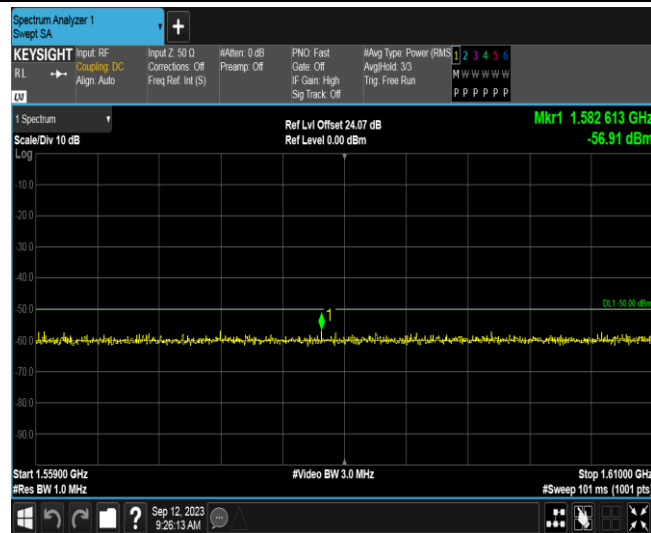 Spectrum Analyzer 1
Swept SA
+
KEYSIGHT
RL
LXI
Input: RF
Coupling: DC
Align: Auto
Input Z: 50 Ω
Corrections: Off
Freq Ref: Int (S)
#Atten: 0 dB
Preamp: Off
PNO: Fast
Gate: Off
IF Gain: High
Sig Track: Off
#Avg Type: Power (RMS
Avg|Hold: 3/3
Trig: Free Run
1 2 3 4 5 6
M W W W W W
P P P P P P
1 Spectrum
Scale/Div 10 dB
Log
Ref Lvl Offset 24.07 dB
Ref Level 0.00 dBm
Mkr1 1.582 613 GHz
-56.91 dBm
-10.0
-20.0
-30.0
-40.0
-50.0
-60.0
-70.0
-80.0
-90.0
1
DL1 -50.00 dBm
Start 1.55900 GHz
#Res BW 1.0 MHz
#Video BW 3.0 MHz
Stop 1.61000 GHz
#Sweep 101 ms (1001 pts)
?
Sep 12, 2023
9:26:13 AM